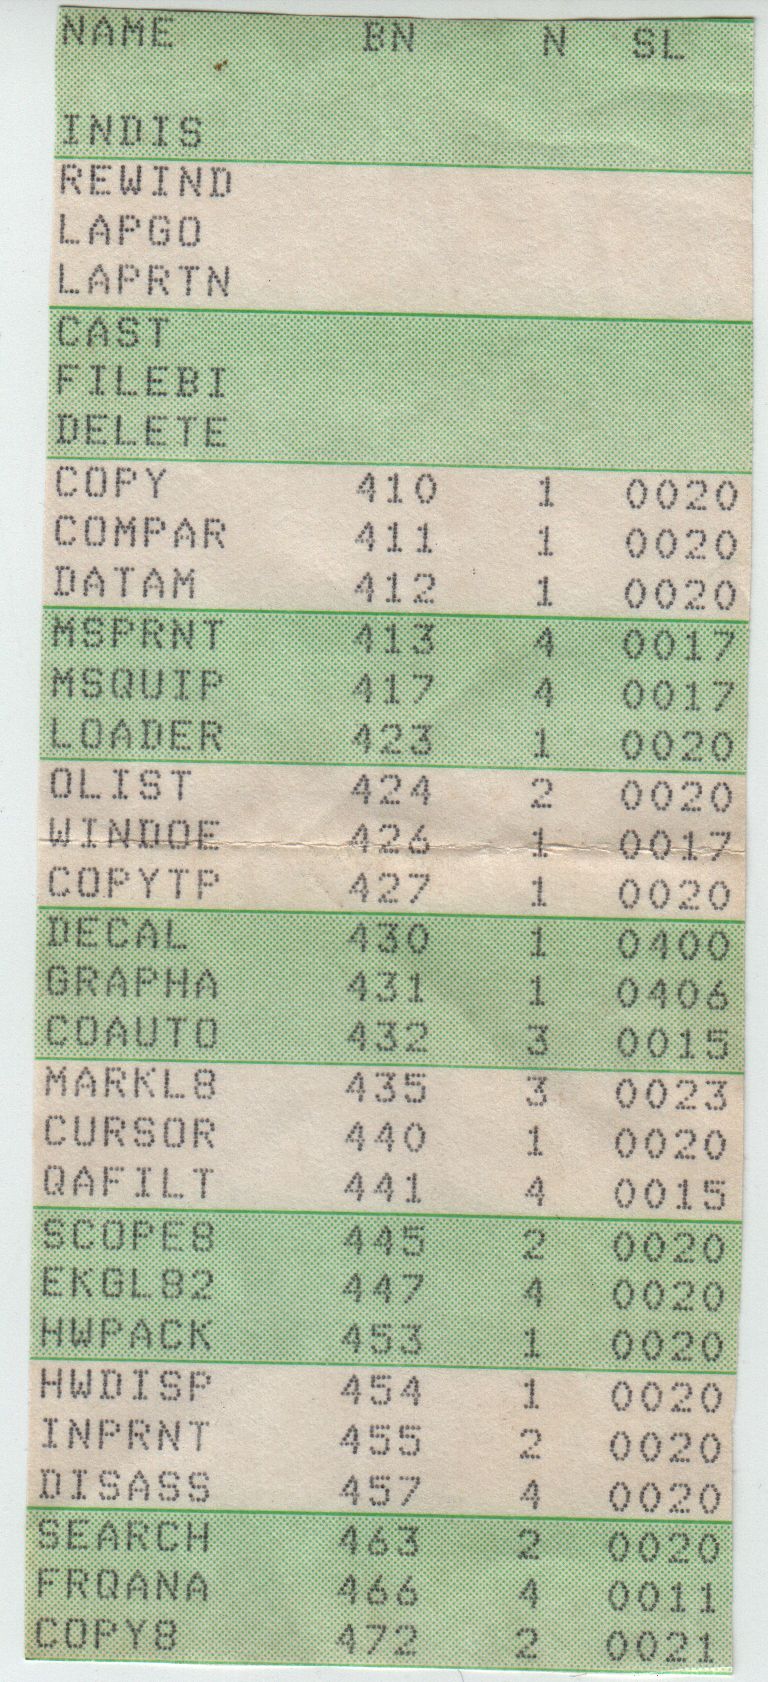 NAME BN N SL
INDIS
REWIND
LAPGO
LAPRTN
CAST
FILEBI
DELETE
COPY 410 1 0020
COMPAR 411 1 0020
DATAM 412 1 0020
MSPRNT 413 4 0017
MSQUIP 417 4 0017
LOADER 423 1 0020
OLIST 424 2 0020
WINDOE 426 1 0017
COPYTP 427 1 0020
DECAL 430 1 0400
GRAPHA 431 1 0406
COAUTO 432 3 0015
MARKL8 435 3 0023
CURSOR 440 1 0020
QAFILT 441 4 0015
SCOPE8 445 2 0020
EKGL82 447 4 0020
HWPACK 453 1 0020
HWDISP 454 1 0020
INPRNT 455 2 0020
DISASS 457 4 0020
SEARCH 463 2 0020
FRQANA 466 4 0011
COPY8 472 2 0021